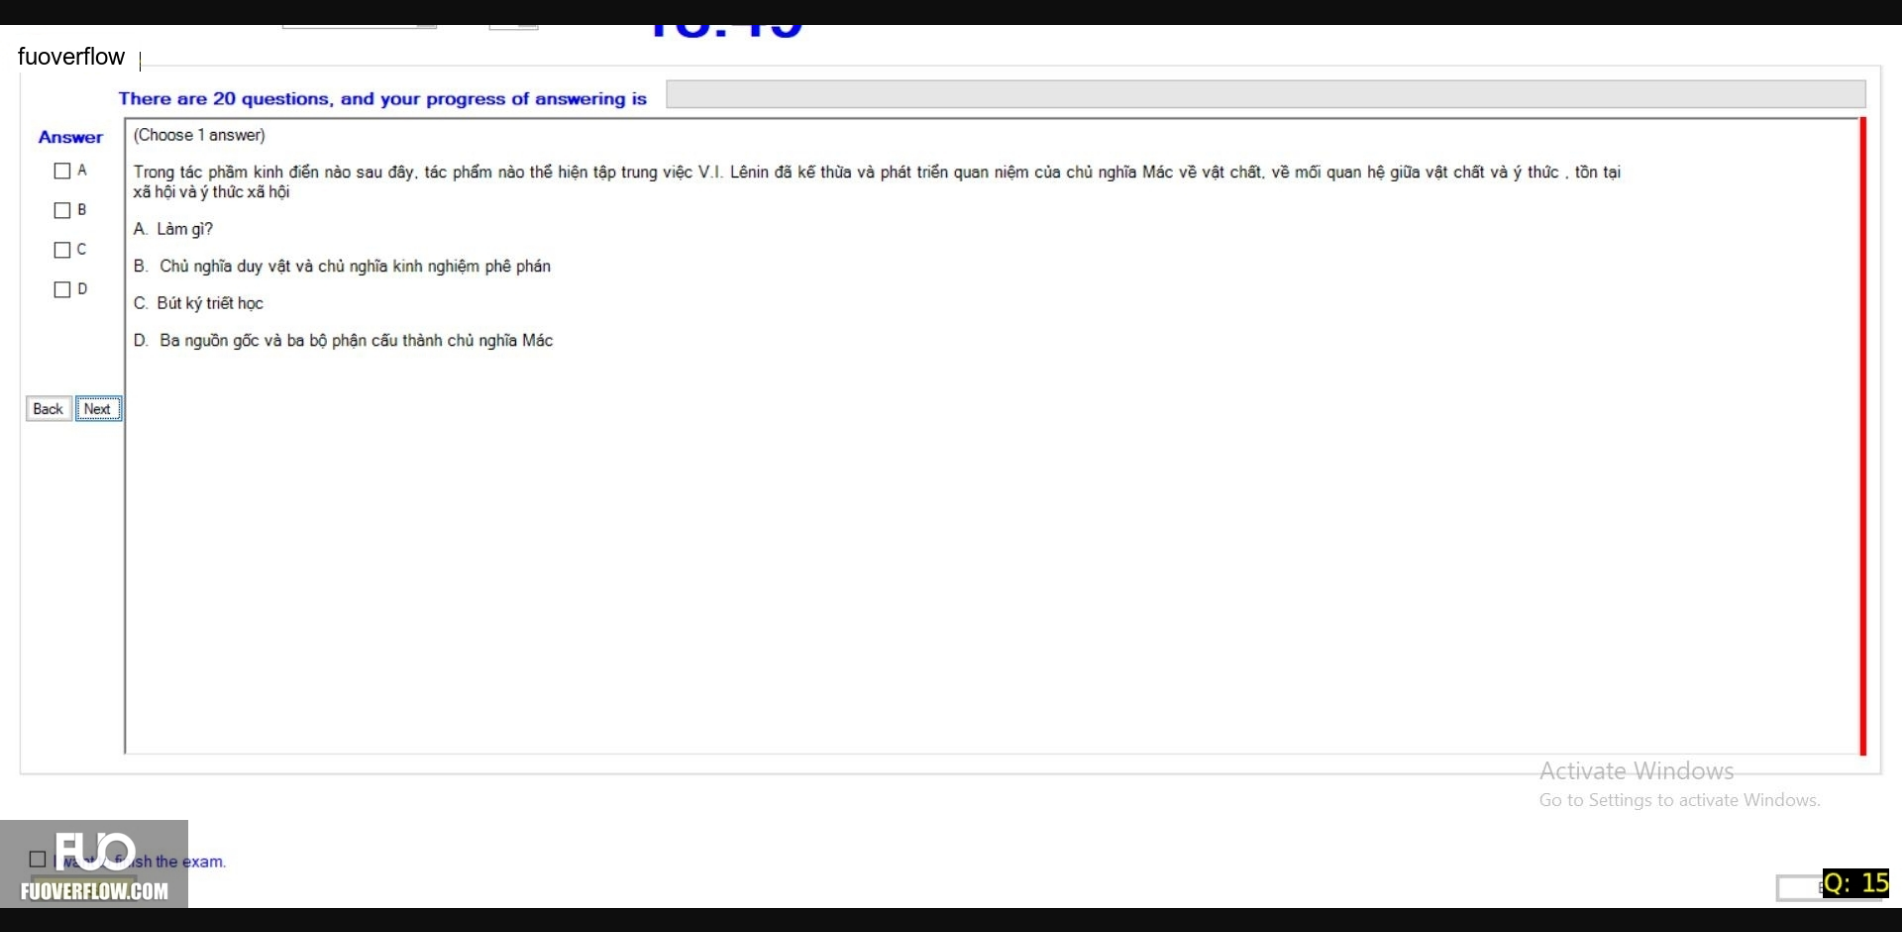 fuoverflow
There are 20 questions, and your progress of answering is
Answer
(Choose 1 answer)
A
Trong tác phầm kinh điển nào sau đây, tác phẩm nào thể hiện tập trung việc V.I. Lênin đã kế thừa và phát triển quan niệm của chủ nghĩa Mác về vật chất, về mối quan hệ giữa vật chất và ý thức , tồn tại
xã hội và ý thức xã hội
B
A. Làm gì?
C
B. Chủ nghĩa duy vật và chủ nghĩa kinh nghiệm phê phán
D
C. Bút ký triết học
D. Ba nguồn gốc và ba bộ phận cấu thành chủ nghĩa Mác
Back Next
Activate Windows
Go to Settings to activate Windows.
FUO
the exam.
FUOVERFLOW.COM
Q: 15